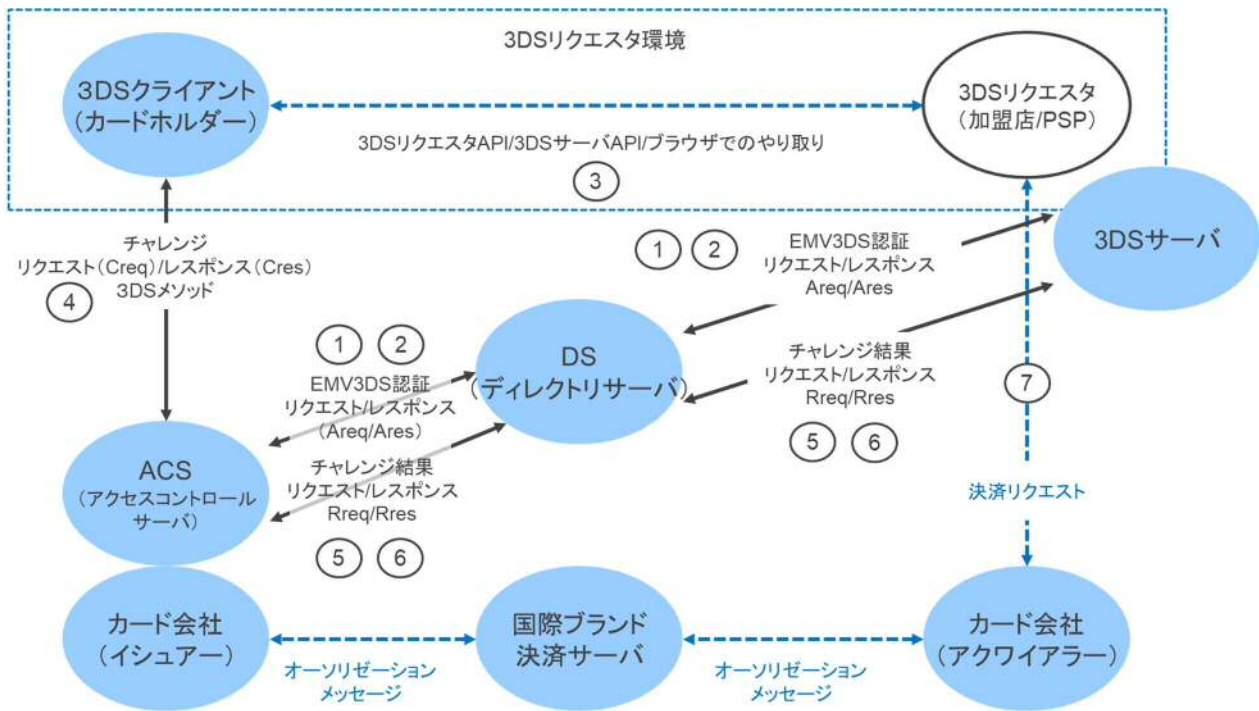 3DSリクエスタ環境
3DSクライアント
(カードホルダー)
3DSリクエスタ
(加盟店/PSP)
3DSリクエスタAPI/3DSサーバAPI/ブラウザでのやり取り
3
3DSサーバ
チャレンジ
リクエスト(Creq)/レスポンス(Cres)
3DSメソッド
4
1 2
EMV3DS認証
リクエスト/レスポンス
Areq/Ares
1 2
EMV3DS認証
リクエスト/レスポンス
(Areq/Ares)
DS
(ディレクトリサーバ)
チャレンジ結果
リクエスト/レスポンス
Rreq/Rres
5 6
7
ACS
(アクセスコントロール
サーバ)
チャレンジ結果
リクエスト/レスポンス
Rreq/Rres
5 6
決済リクエスト
カード会社
(イシュアー)
オーソリゼーション
メッセージ
国際ブランド
決済サーバ
オーソリゼーション
メッセージ
カード会社
(アクワイアラー)